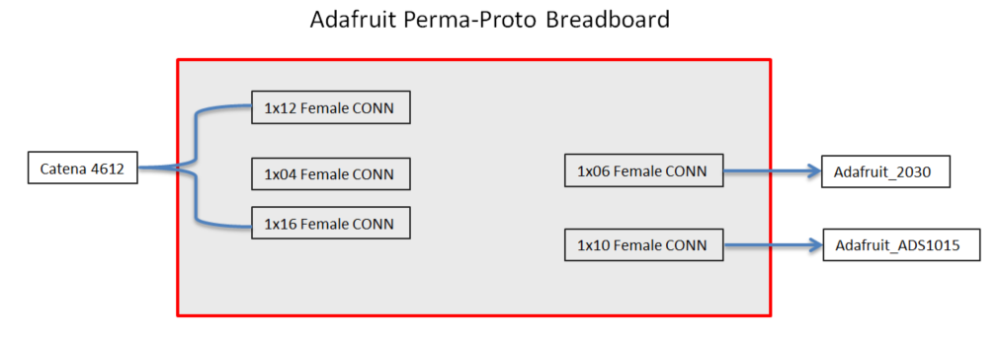 Adafruit Perma-Proto Breadboard
1x12 Female CONN
Catena 4612
1x04 Female CONN
1x16 Female CONN
1x06 Female CONN
Adafruit_2030
1x10 Female CONN
Adafruit_ADS1015